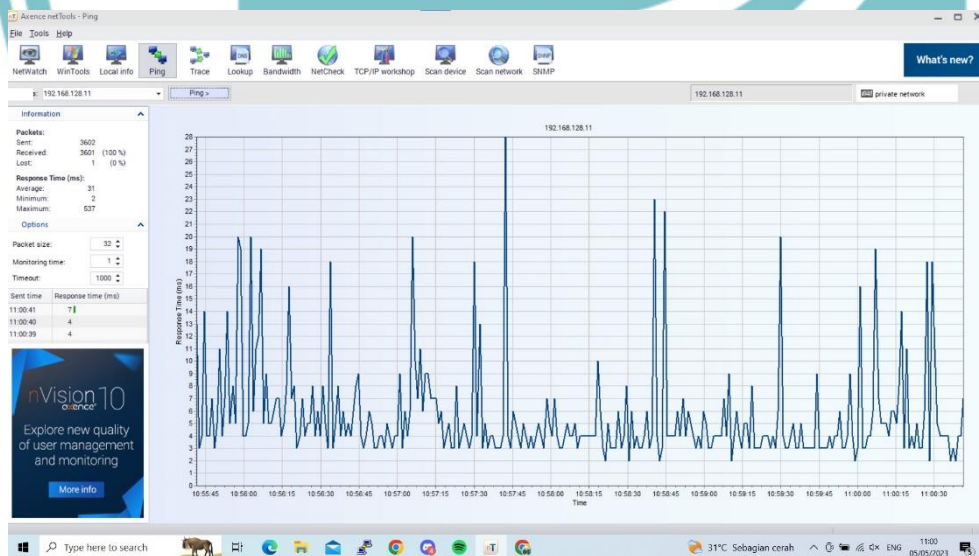 Axence netTools - Ping
File Tools Help
NetWatch WinTools Local info Ping Trace Lookup Bandwidth NetCheck TCP/IP workshop Scan device Scan network SNMP
What's new?
s: 192.168.128.11 Ping > 192.168.128.11 private network
Information
Packets:
Sent: 3602
Received: 3601 (100 %)
Lost: 1 (0 %)
Response Time (ms):
Average: 31
Minimum: 2
Maximum: 537
Options
Packet size: 32
Monitoring time: 1
Timeout: 1000
Sent time Response time (ms)
11:00:41 7
11:00:40 4
11:00:39 4
nVision 10
axence
Explore new quality
of user management
and monitoring
More info
192.168.128.11
28
27
26
25
24
23
22
21
20
19
18
17
16
15
14
13
12
11
10
9
8
7
6
5
4
3
2
1
0
Response Time (ms)
10:55:45 10:56:00 10:56:15 10:56:30 10:56:45 10:57:00 10:57:15 10:57:30 10:57:45 10:58:00 10:58:15 10:58:30 10:58:45 10:59:00 10:59:15 10:59:30 10:59:45 11:00:00 11:00:15 11:00:30
Time
Type here to search
31°C Sebagian cerah ENG 11:00
05/05/2023